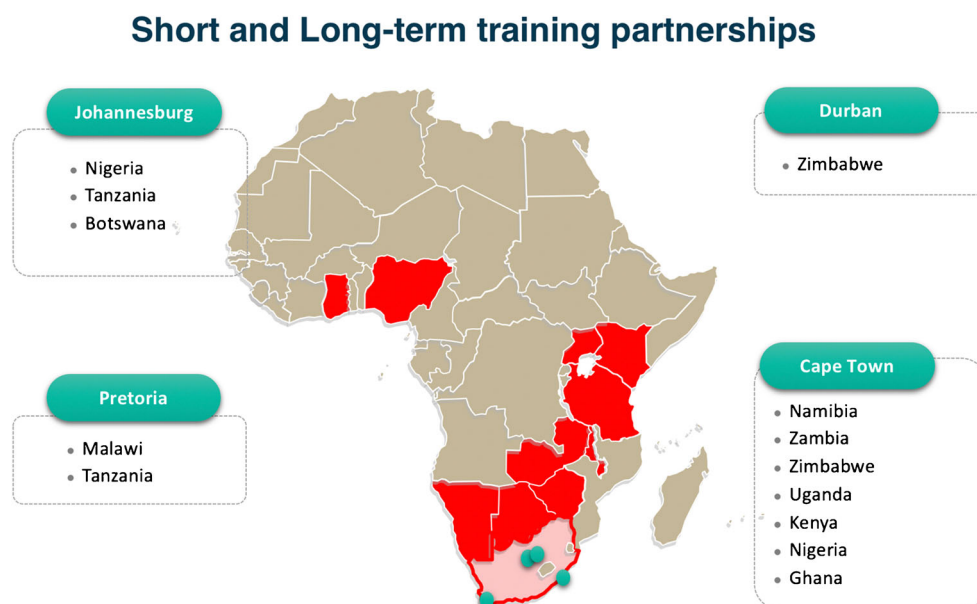 Short and Long-term training partnerships
Johannesburg
Nigeria
Tanzania
Botswana
Durban
Zimbabwe
Pretoria
Malawi
Tanzania
Cape Town
Namibia
Zambia
Zimbabwe
Uganda
Kenya
Nigeria
Ghana